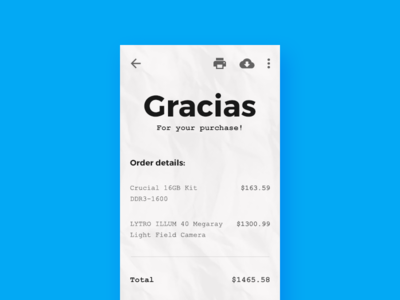 Gracias
For your purchase!
Order details:
Crucial 16GB Kit $163.59
DDR3-1600
LYTRO ILLUM 40 Megaray $1300.99
Light Field Camera
Total $1465.58